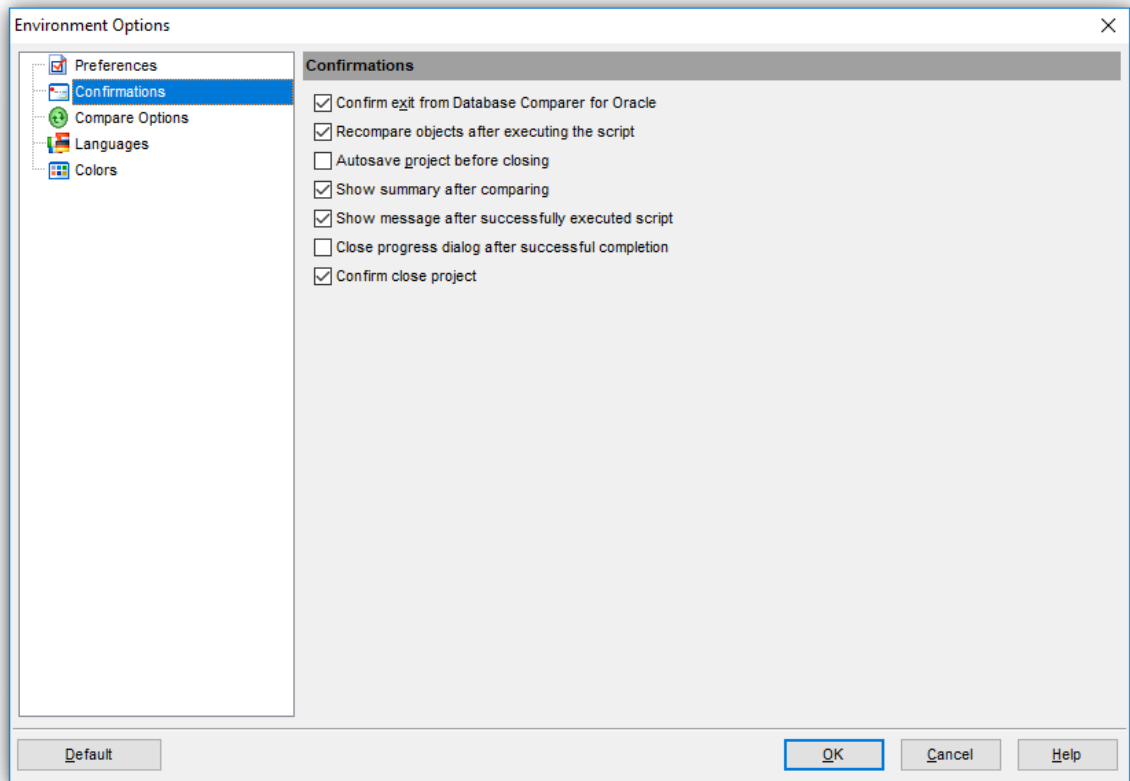 Environment Options
Preferences
Confirmations
Compare Options
Languages
Colors
Confirmations
Confirm exit from Database Comparer for Oracle
Recompare objects after executing the script
Autosave project before closing
Show summary after comparing
Show message after successfully executed script
Close progress dialog after successful completion
Confirm close project
Default
OK
Cancel
Help